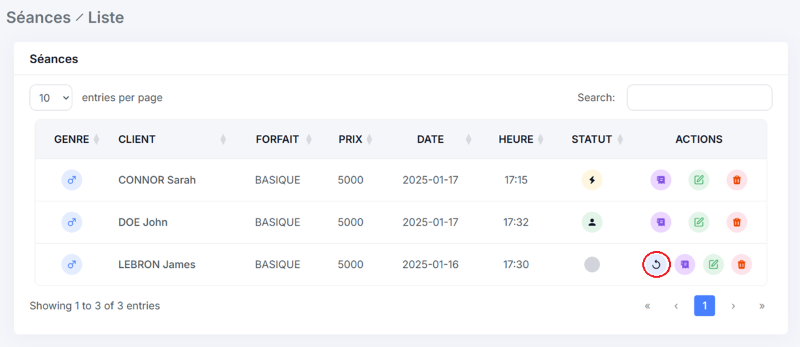 Séances / Liste
Séances
10 entries per page Search:
GENRE CLIENT FORFAIT PRIX DATE HEURE STATUT ACTIONS
CONNOR Sarah BASIQUE 5000 2025-01-17 17:15
DOE John BASIQUE 5000 2025-01-17 17:32
LEBRON James BASIQUE 5000 2025-01-16 17:30
Showing 1 to 3 of 3 entries « ‹ 1 › »